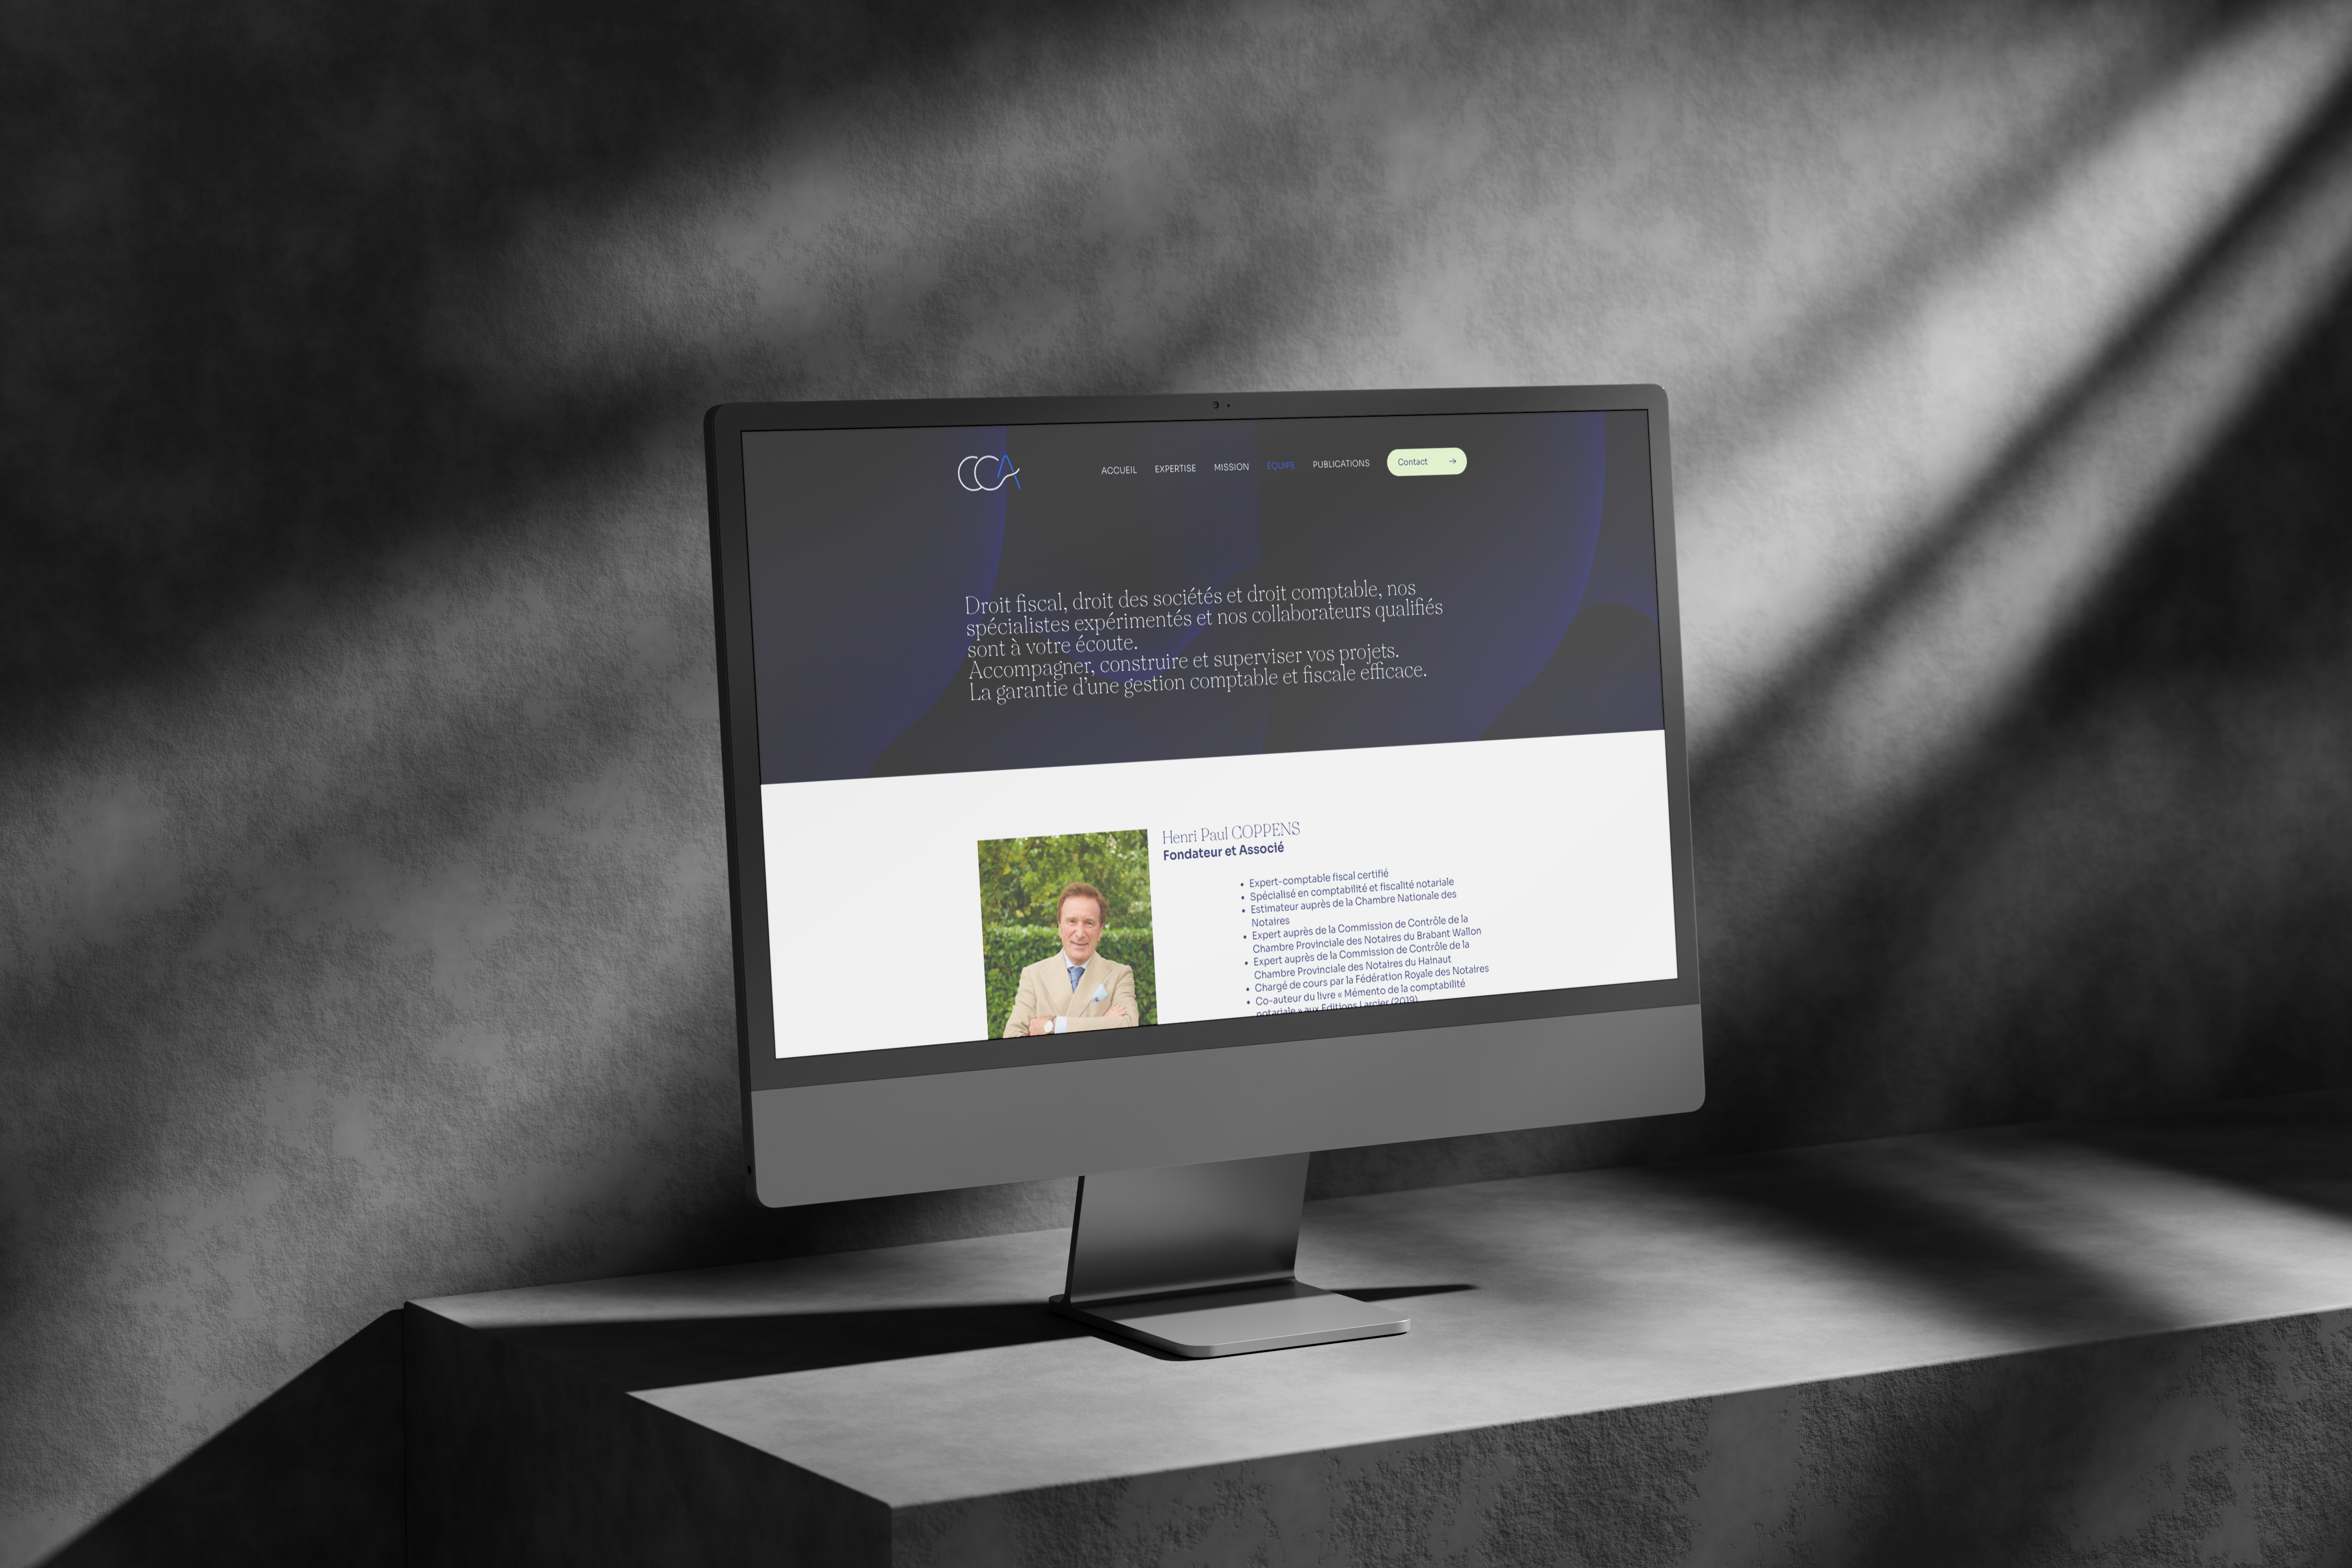 CCA
ACCUEIL EXPERTISE MISSION ÉQUIPE PUBLICATIONS Contact →
Droit fiscal, droit des sociétés et droit comptable, nos
spécialistes expérimentés et nos collaborateurs qualifiés
sont à votre écoute.
Accompagner, construire et superviser vos projets.
La garantie d’une gestion comptable et fiscale efficace.
Henri Paul COPPENS
Fondateur et Associé
• Expert-comptable fiscal certifié
• Spécialisé en comptabilité et fiscalité notariale
• Estimateur auprès de la Chambre Nationale des
Notaires
• Expert auprès de la Commission de Contrôle de la
Chambre Provinciale des Notaires du Brabant Wallon
• Expert auprès de la Commission de Contrôle de la
Chambre Provinciale des Notaires du Hainaut
• Chargé de cours par la Fédération Royale des Notaires
• Co-auteur du livre « Mémento de la comptabilité
notariale » aux Editions Larcier (2019)